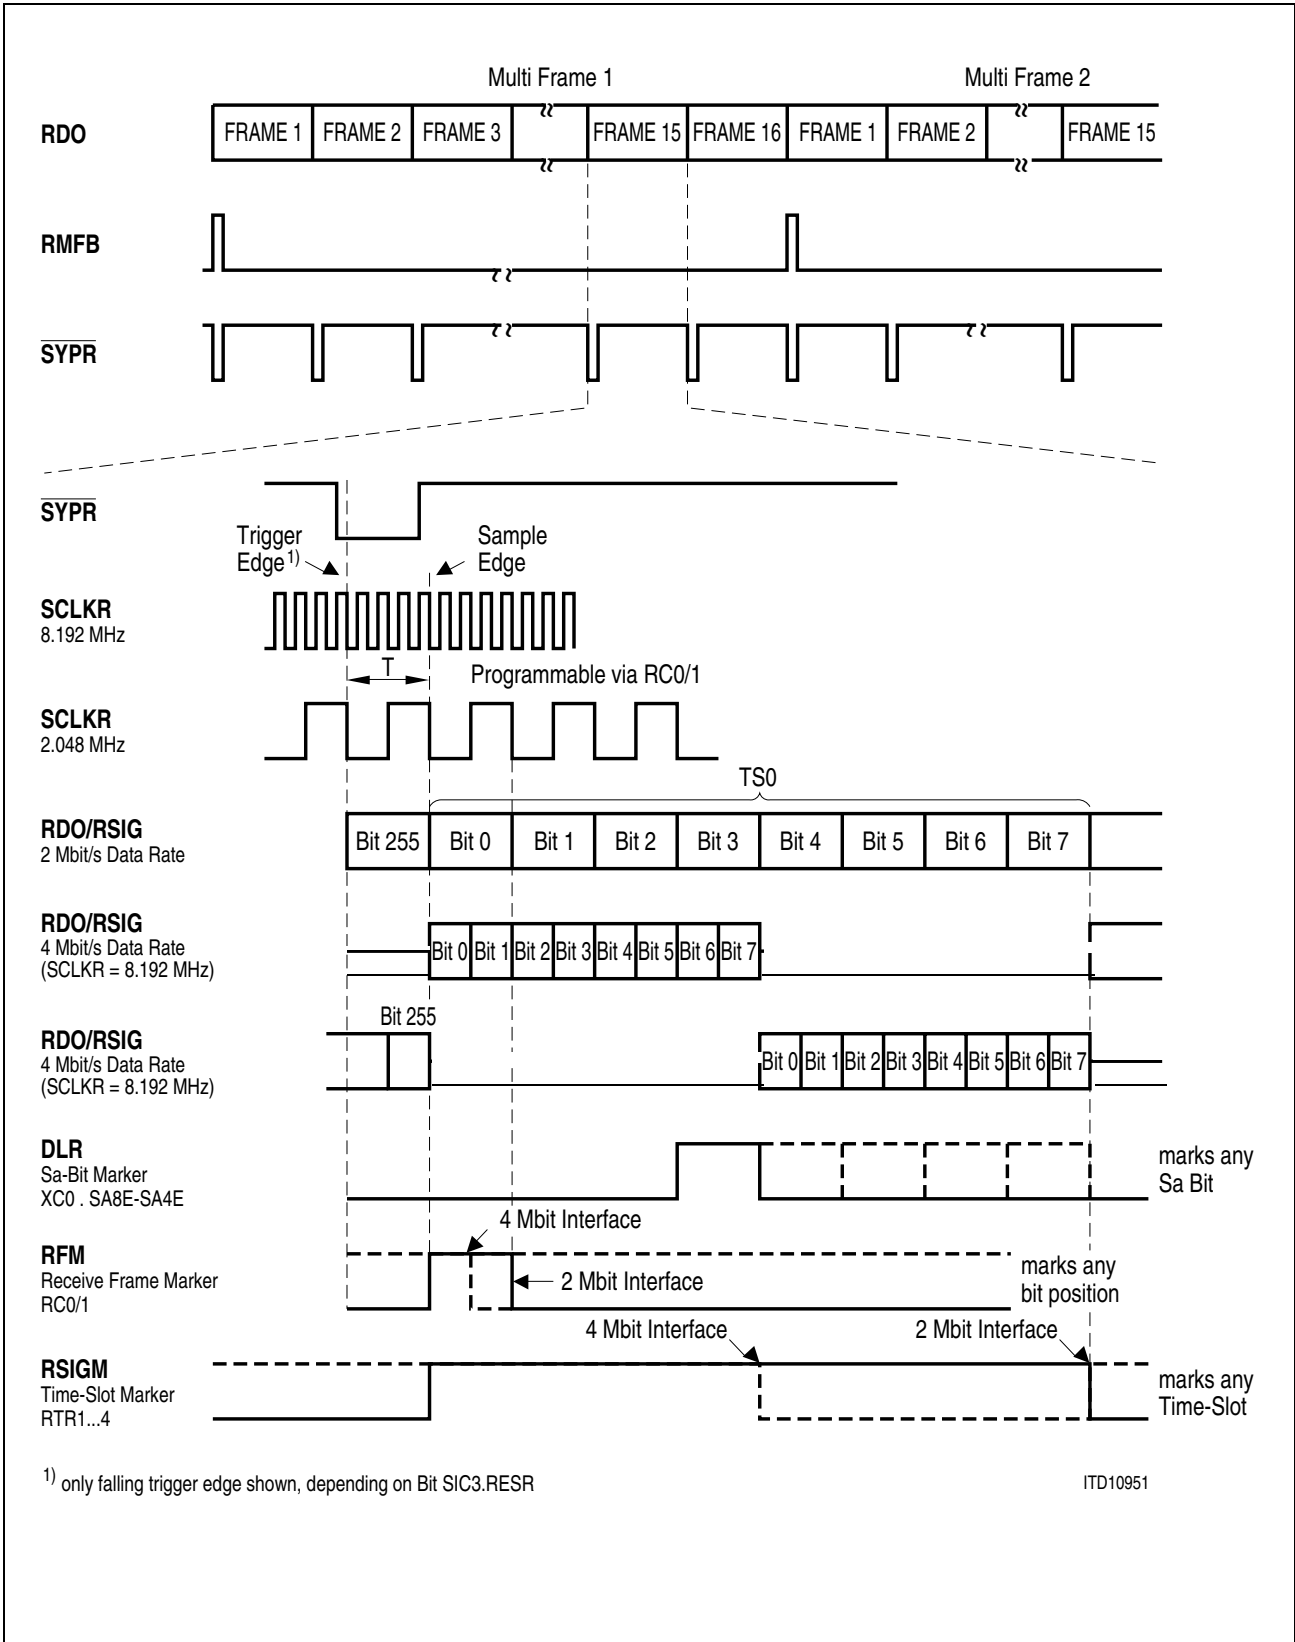 Multi Frame 1 Multi Frame 2
RDO FRAME 1 FRAME 2 FRAME 3 FRAME 15 FRAME 16 FRAME 1 FRAME 2 FRAME 15
RMFB
SYPR
SYPR
Trigger
Edge 1)
Sample
Edge
SCLKR
8.192 MHz
T Programmable via RC0/1
SCLKR
2.048 MHz
TS0
RDO/RSIG
2 Mbit/s Data Rate
Bit 255 Bit 0 Bit 1 Bit 2 Bit 3 Bit 4 Bit 5 Bit 6 Bit 7
RDO/RSIG
4 Mbit/s Data Rate
(SCLKR = 8.192 MHz)
Bit 0 Bit 1 Bit 2 Bit 3 Bit 4 Bit 5 Bit 6 Bit 7
Bit 255
RDO/RSIG
4 Mbit/s Data Rate
(SCLKR = 8.192 MHz)
Bit 0 Bit 1 Bit 2 Bit 3 Bit 4 Bit 5 Bit 6 Bit 7
DLR
Sa-Bit Marker
XC0 . SA8E-SA4E
marks any
Sa Bit
4 Mbit Interface
RFM
Receive Frame Marker
RC0/1
2 Mbit Interface
marks any
bit position
4 Mbit Interface 2 Mbit Interface
RSIGM
Time-Slot Marker
RTR1...4
marks any
Time-Slot
1) only falling trigger edge shown, depending on Bit SIC3.RESR
ITD10951